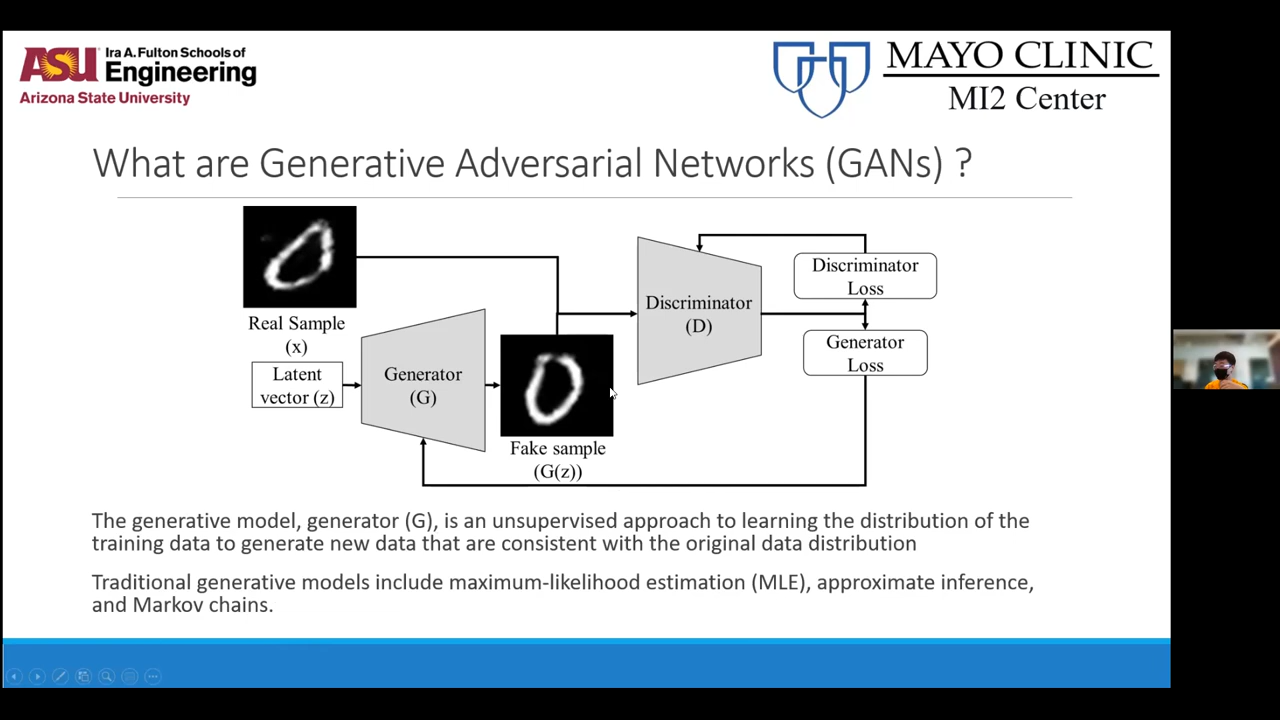 ASU Ira A. Fulton Schools of
Engineering
Arizona State University
MAYO CLINIC
MI2 Center
What are Generative Adversarial Networks (GANs) ?
Real Sample
(x)
Latent
vector (z)
Generator
(G)
Fake sample
(G(z))
Discriminator
(D)
Discriminator
Loss
Generator
Loss
The generative model, generator (G), is an unsupervised approach to learning the distribution of the
training data to generate new data that are consistent with the original data distribution
Traditional generative models include maximum-likelihood estimation (MLE), approximate inference,
and Markov chains.